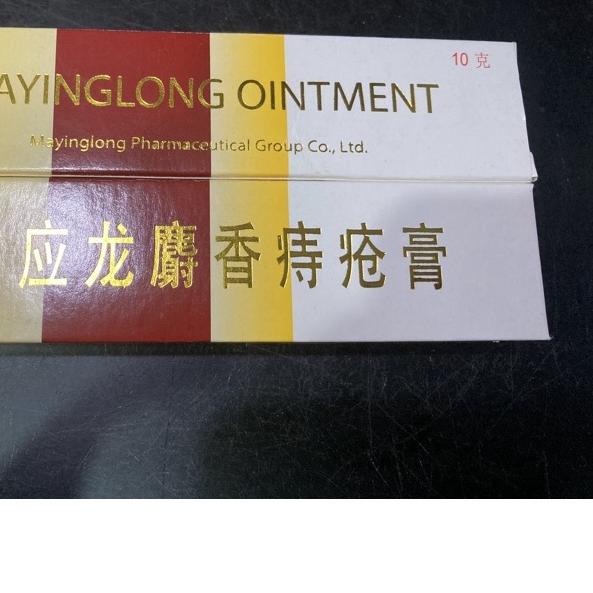 10 克
AYINGLONG OINTMENT
Mayinglong Pharmaceutical Group Co., Ltd.
应龙麝香痔疮膏